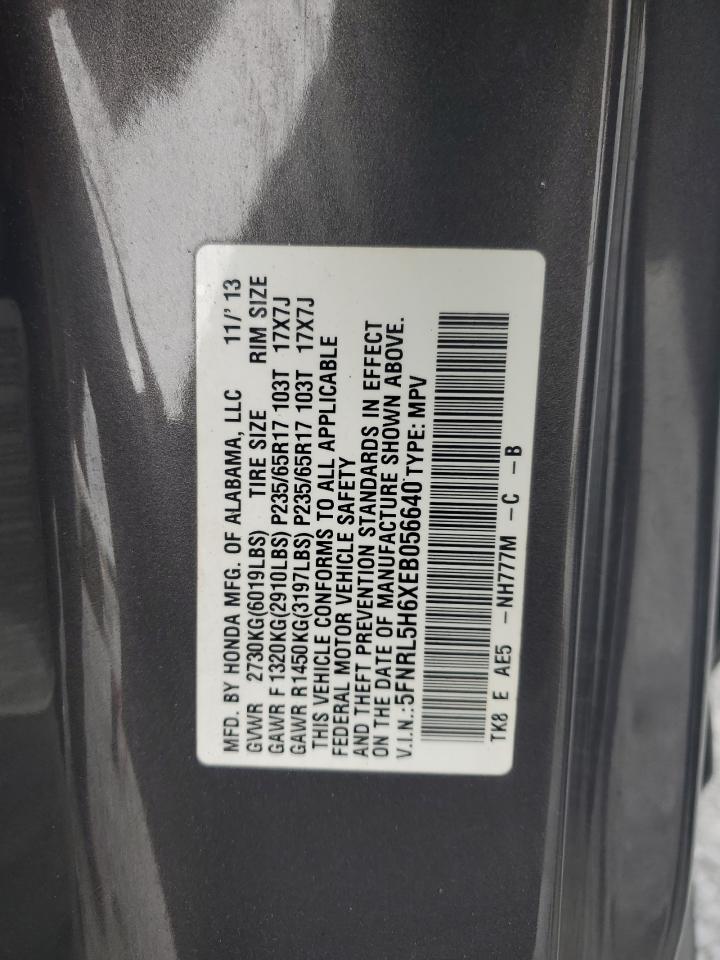 MFD. BY HONDA MFG. OF ALABAMA, LLC 11/'13
GVWR 2730KG(6019LBS) TIRE SIZE RIM SIZE
GAWR F1320KG(2910LBS) P235/65R17 103T 17X7J
GAWR R1450KG(3197LBS) P235/65R17 103T 17X7J
THIS VEHICLE CONFORMS TO ALL APPLICABLE
FEDERAL MOTOR VEHICLE SAFETY
AND THEFT PREVENTION STANDARDS IN EFFECT
ON THE DATE OF MANUFACTURE SHOWN ABOVE.
V.I.N.:5FNRL5H6XEB056640 TYPE: MPV
TK8 E AE5 -NH777M -C -B